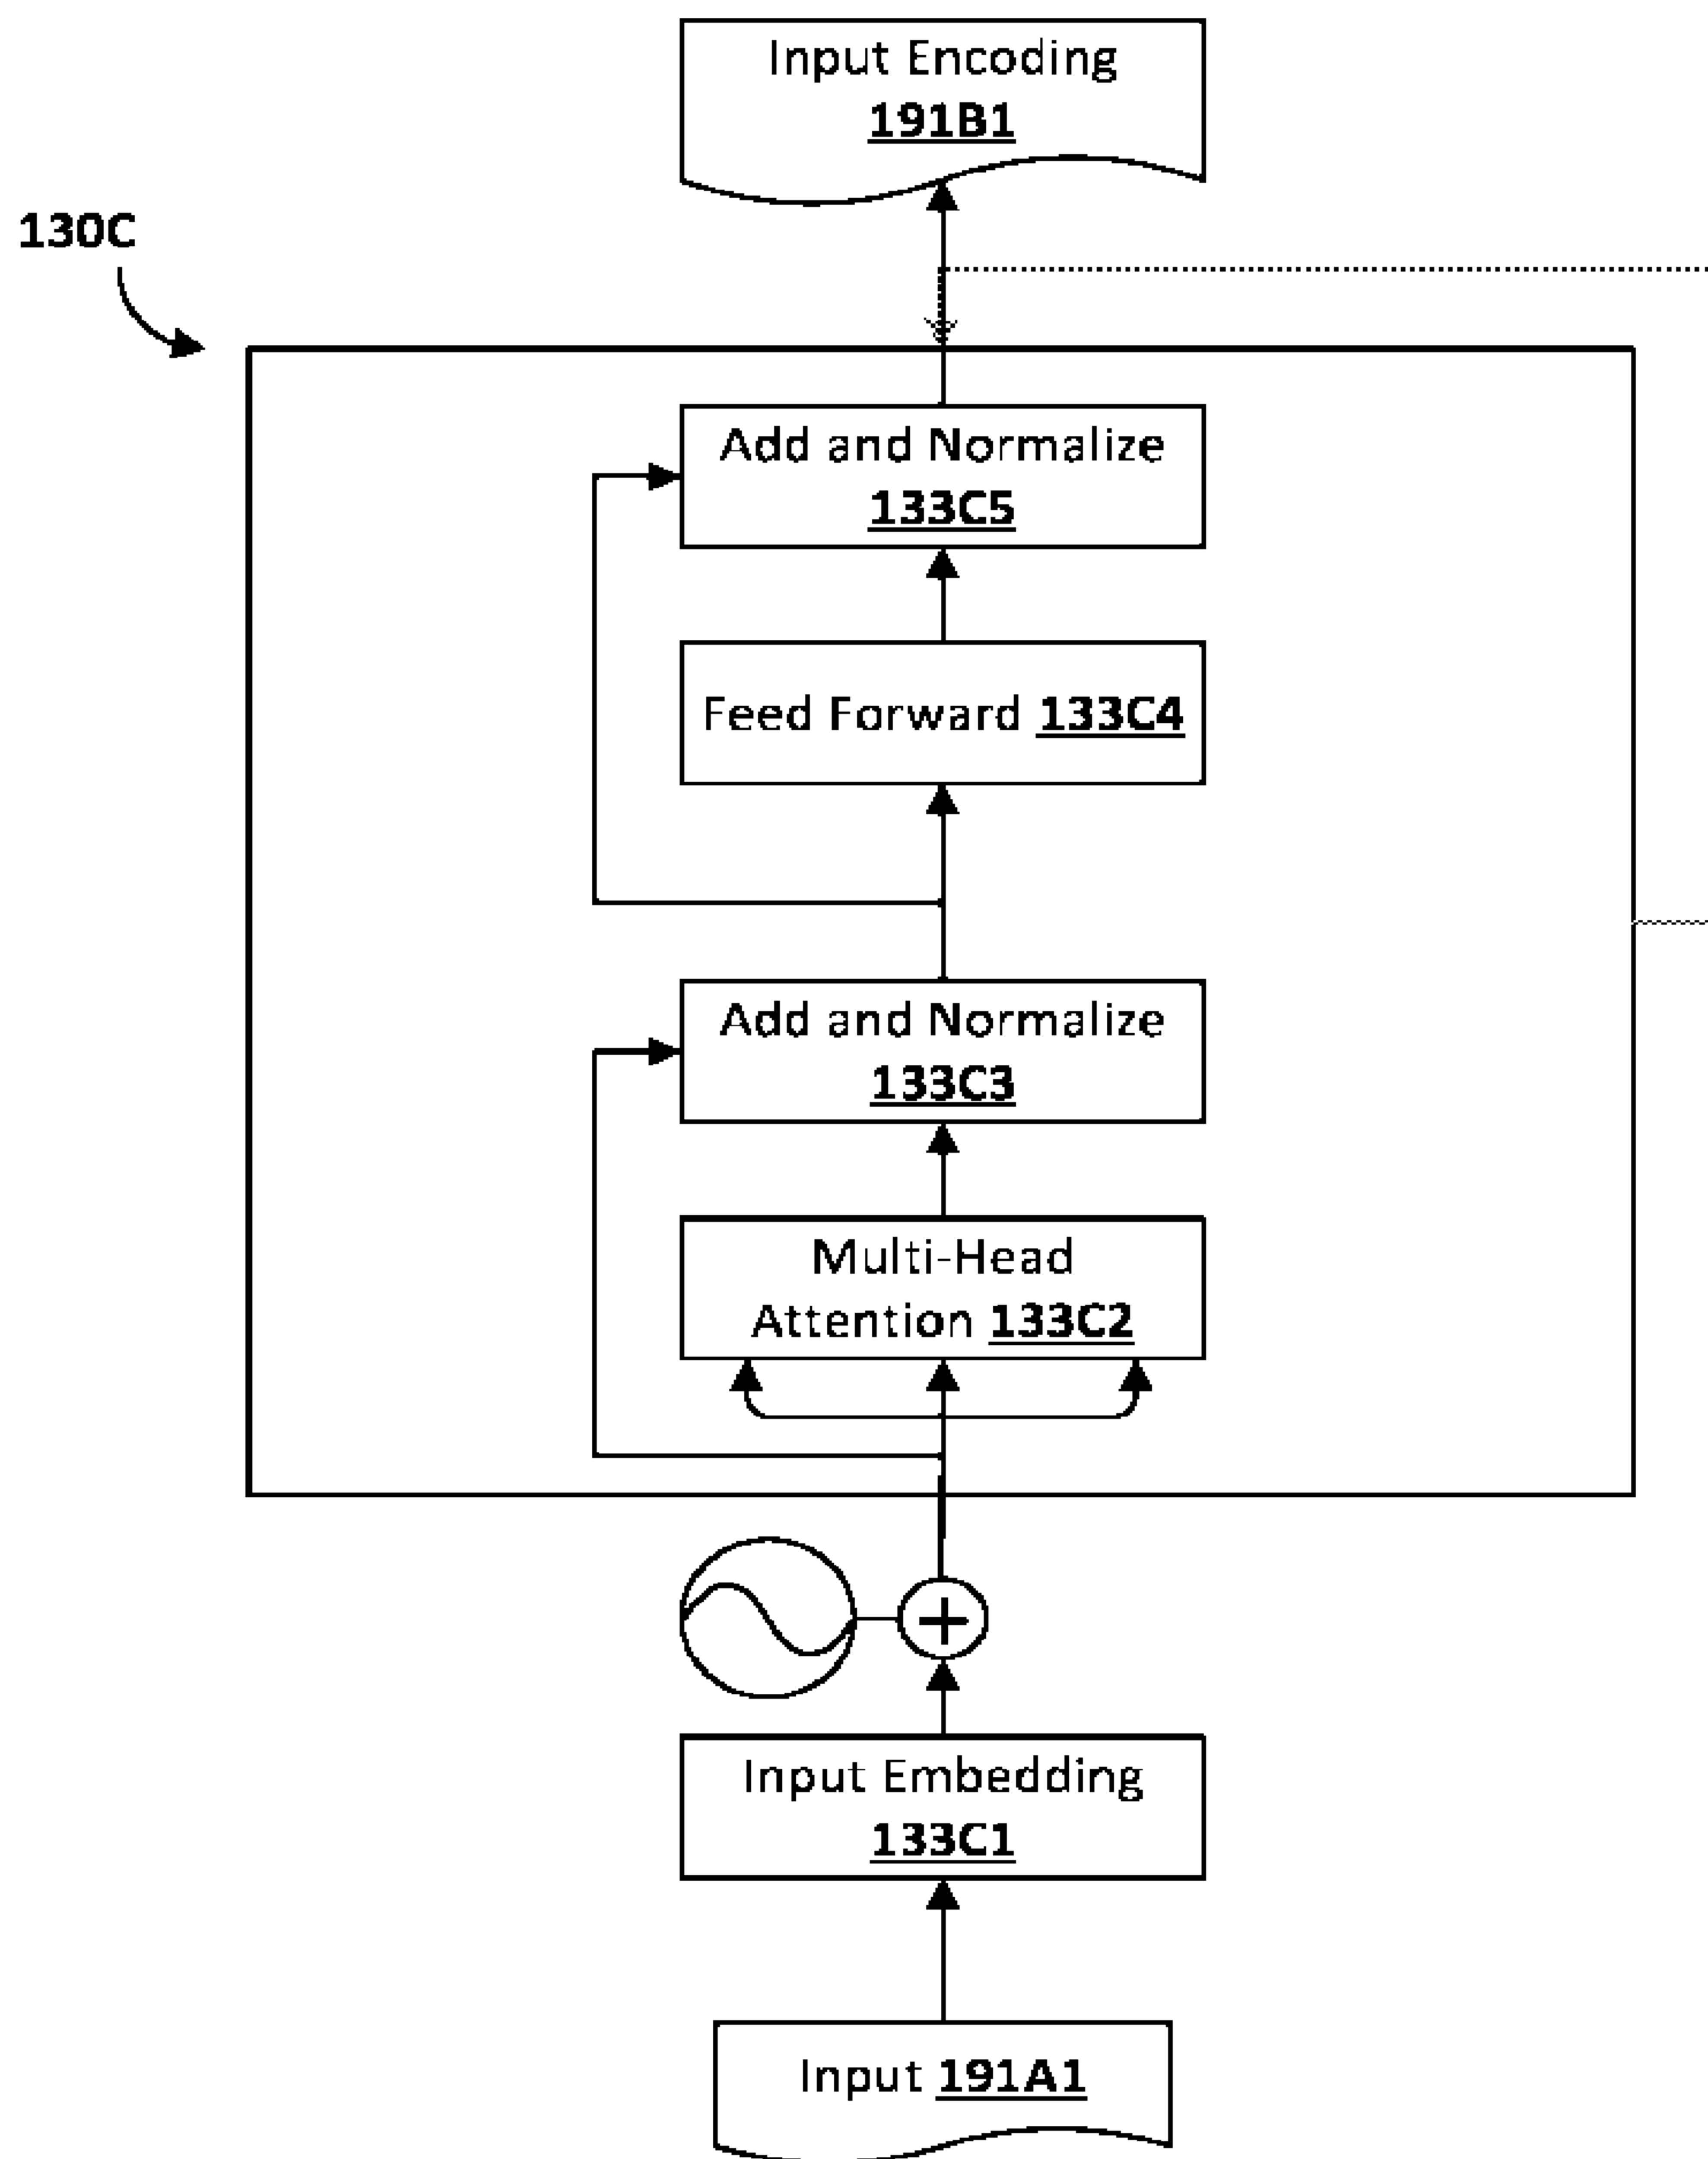 Input Encoding
191B1
130C
Add and Normalize
133C5
Feed Forward 133C4
Add and Normalize
133C3
Multi-Head
Attention 133C2
Input Embedding
133C1
Input 191A1